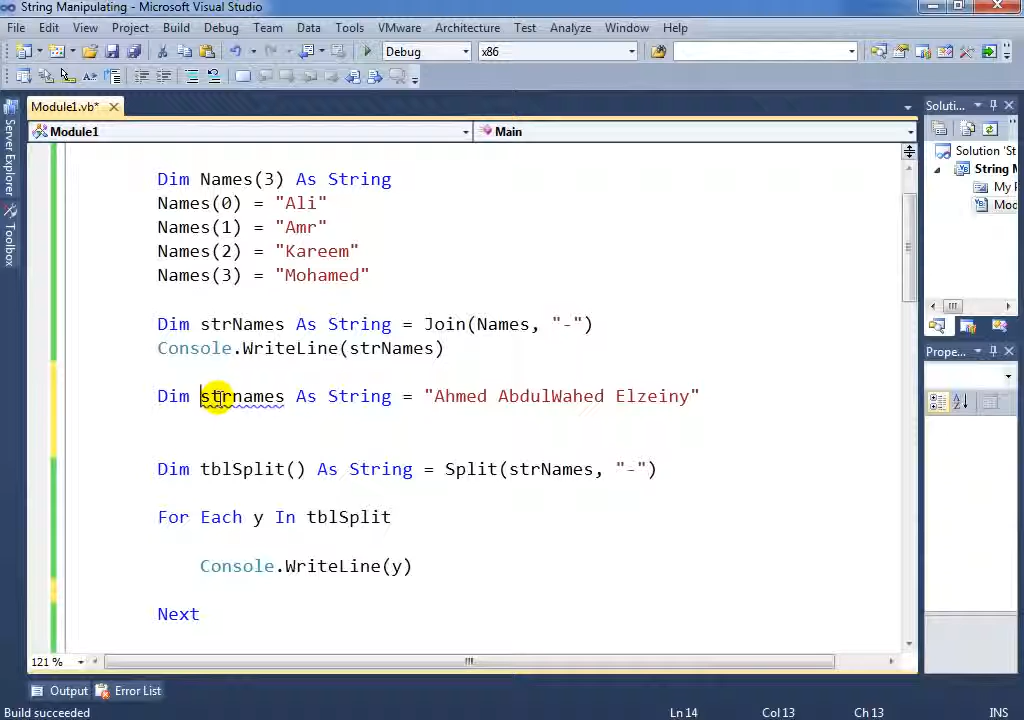 String Manipulating - Microsoft Visual Studio
File Edit View Project Build Debug Team Data Tools VMware Architecture Test Analyze Window Help
Debug x86
Module1.vb*
Soluti...
Module1 Main
Server Explorer
Toolbox
Solution 'St
String M
My P
Mod
Dim Names(3) As String
Names(0) = "Ali"
Names(1) = "Amr"
Names(2) = "Kareem"
Names(3) = "Mohamed"
Dim strNames As String = Join(Names, "-")
Console.WriteLine(strNames)
Prope...
Dim strnames As String = "Ahmed AbdulWahed Elzeiny"
Dim tblSplit() As String = Split(strNames, "-")
For Each y In tblSplit
Console.WriteLine(y)
Next
121 %
Output Error List
Build succeeded Ln 14 Col 13 Ch 13 INS